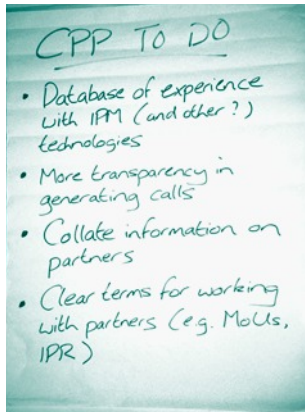 CPP TO DO
• Database of experience
with IPM (and other?)
technologies
• More transparency in
generating calls
• Collate information on
partners
• Clear terms for working
with partners (e.g. MoUs,
IPR)